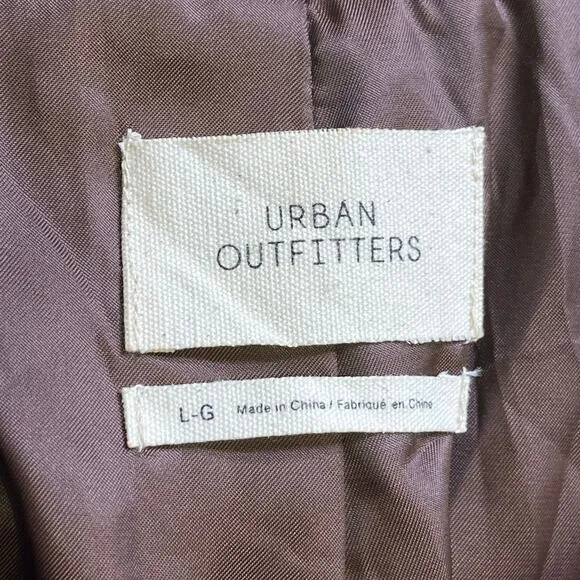 URBAN
OUTFITTERS
L-G Made in China / Fabriqué en Chine